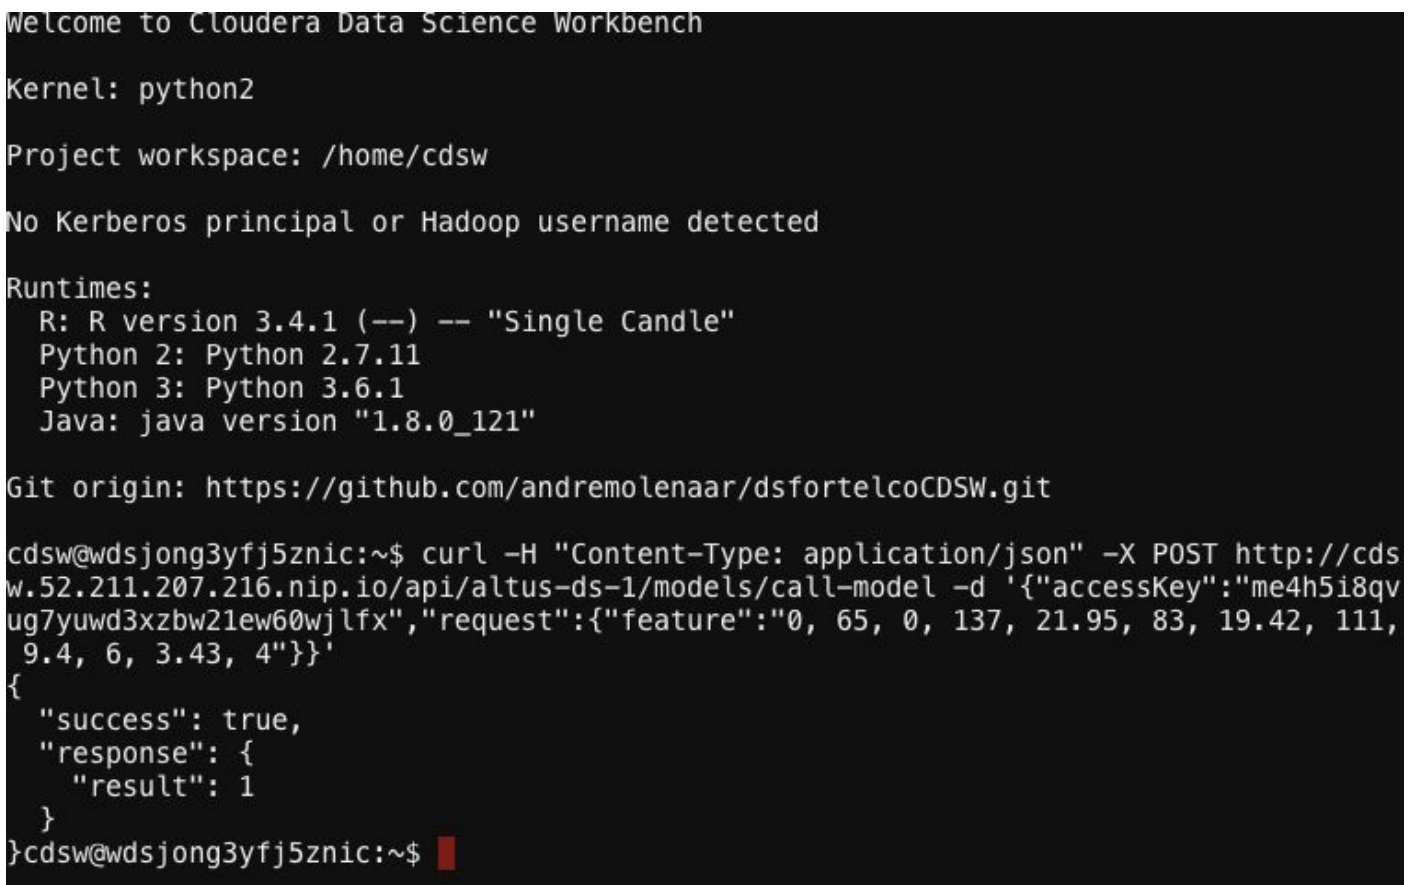 Welcome to Cloudera Data Science Workbench
Kernel: python2
Project workspace: /home/cdsw
No Kerberos principal or Hadoop username detected
Runtimes:
  R: R version 3.4.1 (--) -- "Single Candle"
  Python 2: Python 2.7.11
  Python 3: Python 3.6.1
  Java: java version "1.8.0_121"
Git origin: https://github.com/andremolenaar/dsfortelcoCDSW.git
cdsw@wdsjong3yfj5znic:~$ curl -H "Content-Type: application/json" -X POST http://cds
w.52.211.207.216.nip.io/api/altus-ds-1/models/call-model -d '{"accessKey":"me4h5i8qv
ug7yuwd3xzbw21ew60wjlfx","request":{"feature":"0, 65, 0, 137, 21.95, 83, 19.42, 111,
 9.4, 6, 3.43, 4"}}'
{
  "success": true,
  "response": {
    "result": 1
  }
}cdsw@wdsjong3yfj5znic:~$